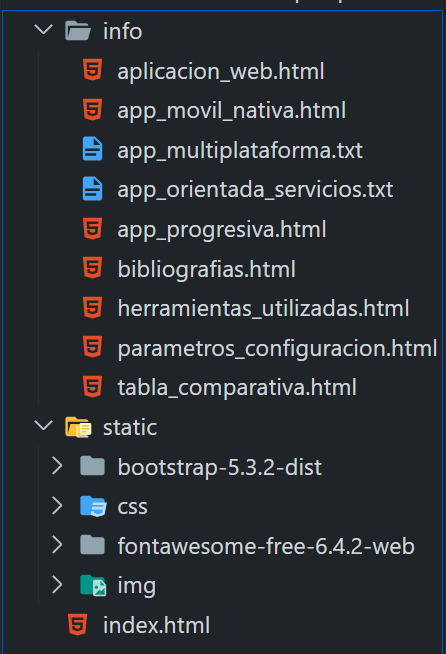 info
aplicacion_web.html
app_movil_nativa.html
app_multiplataforma.txt
app_orientada_servicios.txt
app_progresiva.html
bibliografias.html
herramientas_utilizadas.html
parametros_configuracion.html
tabla_comparativa.html
static
bootstrap-5.3.2-dist
css
fontawesome-free-6.4.2-web
img
index.html